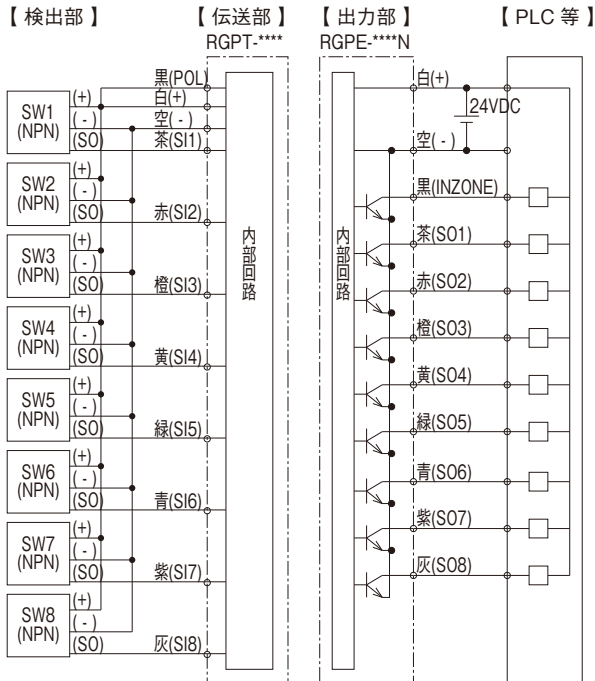 【 検出部 】
【 伝送部 】
RGPT-****
【 出力部 】
RGPE-****N
【 PLC 等 】
SW1
(NPN)
(+)
( - )
(SO)
SW2
(NPN)
(+)
( - )
(SO)
SW3
(NPN)
(+)
( - )
(SO)
SW4
(NPN)
(+)
( - )
(SO)
SW5
(NPN)
(+)
( - )
(SO)
SW6
(NPN)
(+)
( - )
(SO)
SW7
(NPN)
(+)
( - )
(SO)
SW8
(NPN)
(+)
( - )
(SO)
黒(POL)
白(+)
空( - )
茶(SI1)
赤(SI2)
橙(SI3)
黄(SI4)
緑(SI5)
青(SI6)
紫(SI7)
灰(SI8)
内部回路
内部回路
白(+)
24VDC
空( - )
黒(INZONE)
茶(SO1)
赤(SO2)
橙(SO3)
黄(SO4)
緑(SO5)
青(SO6)
紫(SO7)
灰(SO8)